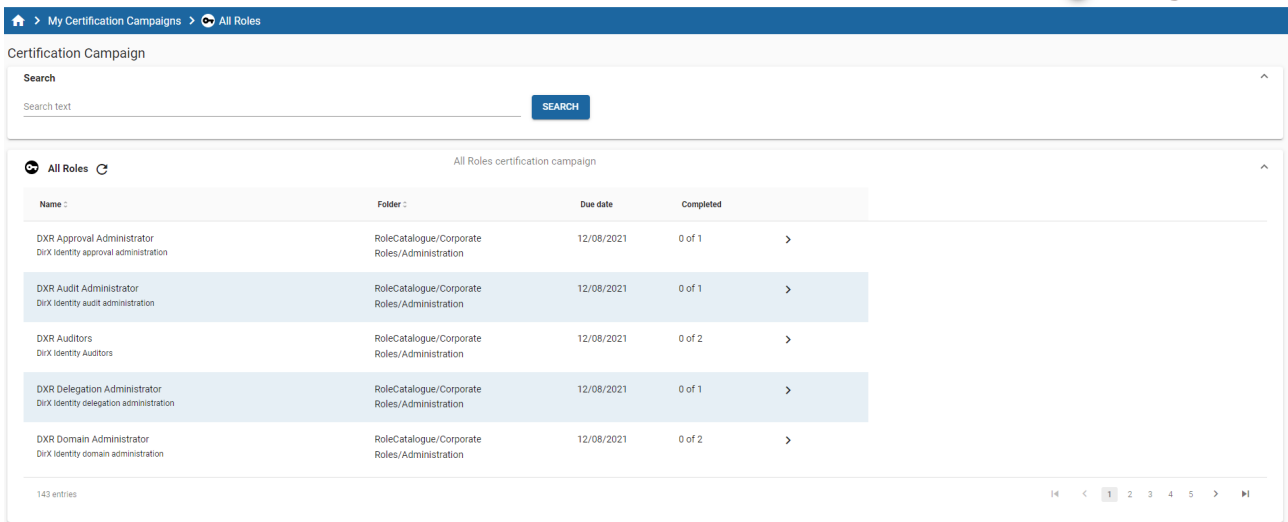 My Certification Campaigns > All Roles
Certification Campaign
Search
Search text
SEARCH
All Roles
All Roles certification campaign
Name Folder Due date Completed
DXR Approval Administrator RoleCatalogue/Corporate 12/08/2021 0 of 1
DirX Identity approval administration Roles/Administration
DXR Audit Administrator RoleCatalogue/Corporate 12/08/2021 0 of 1
DirX Identity audit administration Roles/Administration
DXR Auditors RoleCatalogue/Corporate 12/08/2021 0 of 2
DirX Identity Auditors Roles/Administration
DXR Delegation Administrator RoleCatalogue/Corporate 12/08/2021 0 of 1
DirX Identity delegation administration Roles/Administration
DXR Domain Administrator RoleCatalogue/Corporate 12/08/2021 0 of 2
DirX Identity domain administration Roles/Administration
143 entries 1 2 3 4 5